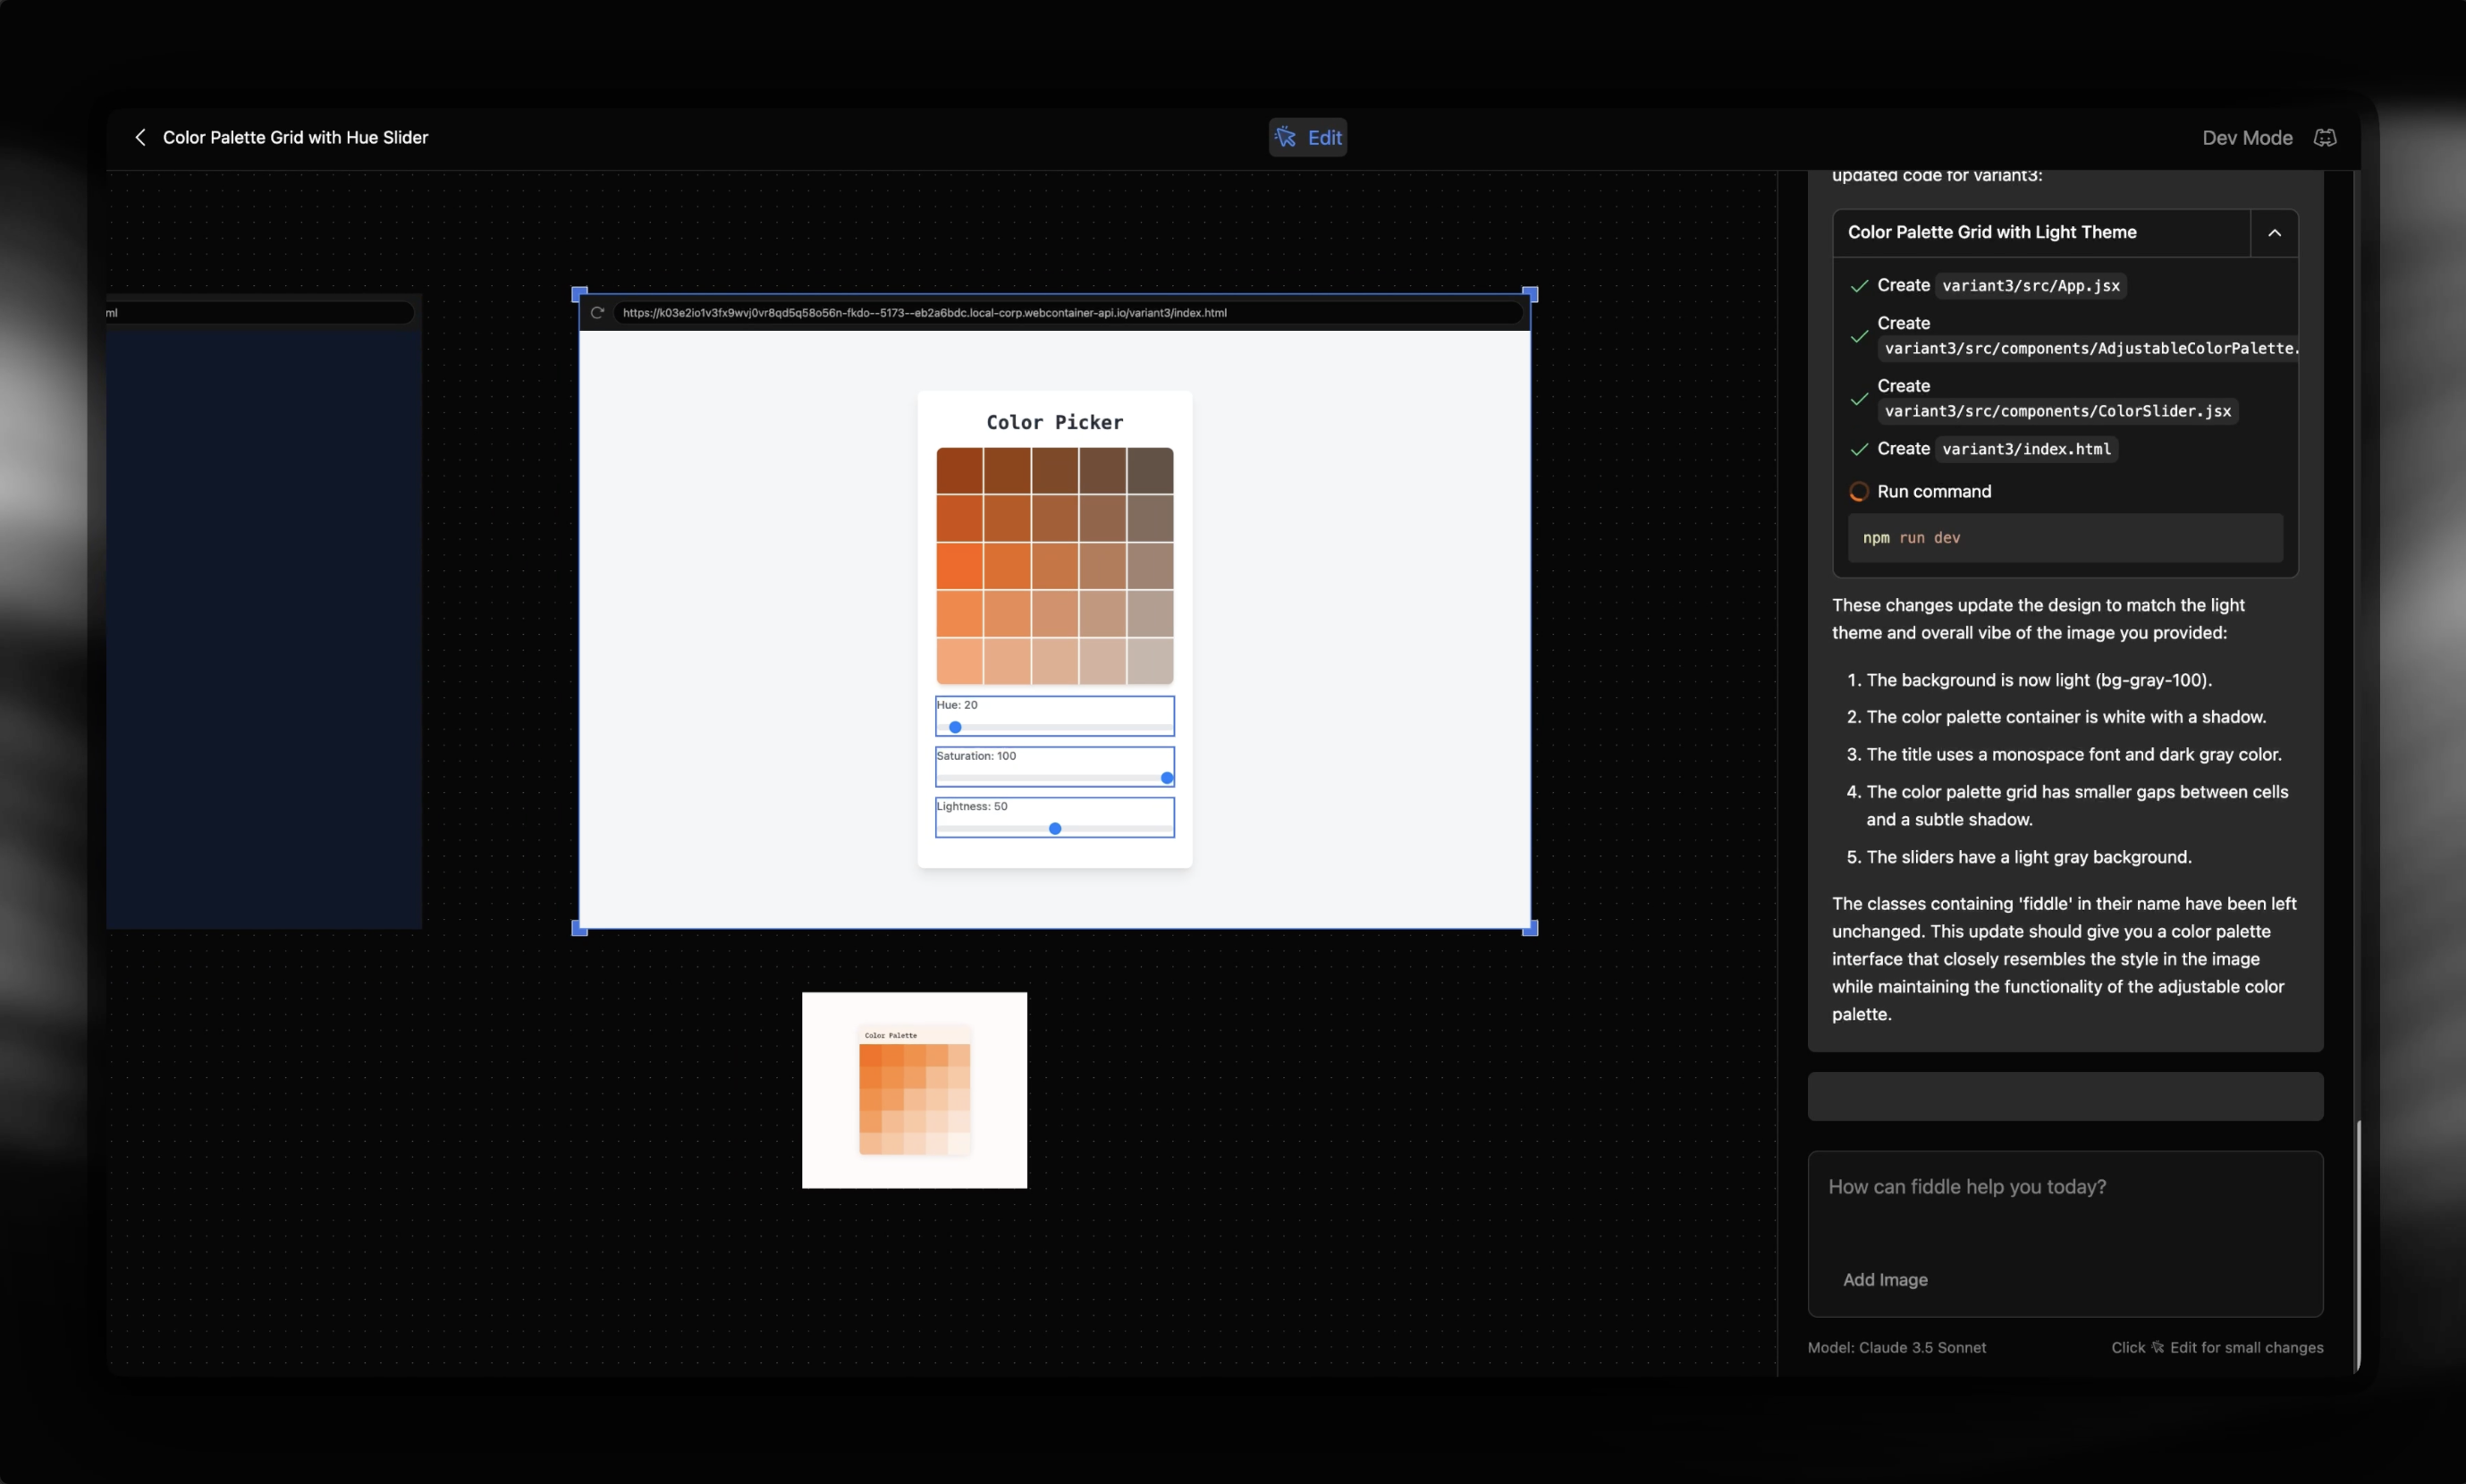 Color Palette Grid with Hue Slider
Edit
Dev Mode
ml
https://k03e2io1v3fx9wvj0vr8qd5q58o56n-fkdo--5173--eb2a6bdc.local-corp.webcontainer-api.io/variant3/index.html
Color Picker
Hue: 20
Saturation: 100
Lightness: 50
Color Palette
updated code for variant3:
Color Palette Grid with Light Theme
Create variant3/src/App.jsx
Create
variant3/src/components/AdjustableColorPalette.
Create
variant3/src/components/ColorSlider.jsx
Create variant3/index.html
Run command
npm run dev
These changes update the design to match the light
theme and overall vibe of the image you provided:
1. The background is now light (bg-gray-100).
2. The color palette container is white with a shadow.
3. The title uses a monospace font and dark gray color.
4. The color palette grid has smaller gaps between cells
and a subtle shadow.
5. The sliders have a light gray background.
The classes containing 'fiddle' in their name have been left
unchanged. This update should give you a color palette
interface that closely resembles the style in the image
while maintaining the functionality of the adjustable color
palette.
How can fiddle help you today?
Add Image
Model: Claude 3.5 Sonnet
Click Edit for small changes